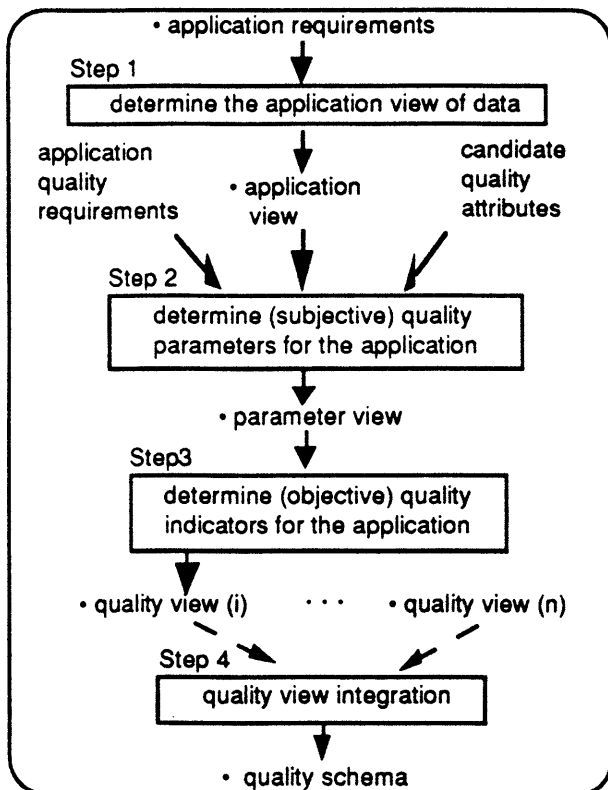 • application requirements
Step 1
determine the application view of data
application
quality
requirements
• application
view
candidate
quality
attributes
Step 2
determine (subjective) quality
parameters for the application
• parameter view
Step3
determine (objective) quality
indicators for the application
• quality view (i) · · · • quality view (n)
Step 4
quality view integration
• quality schema